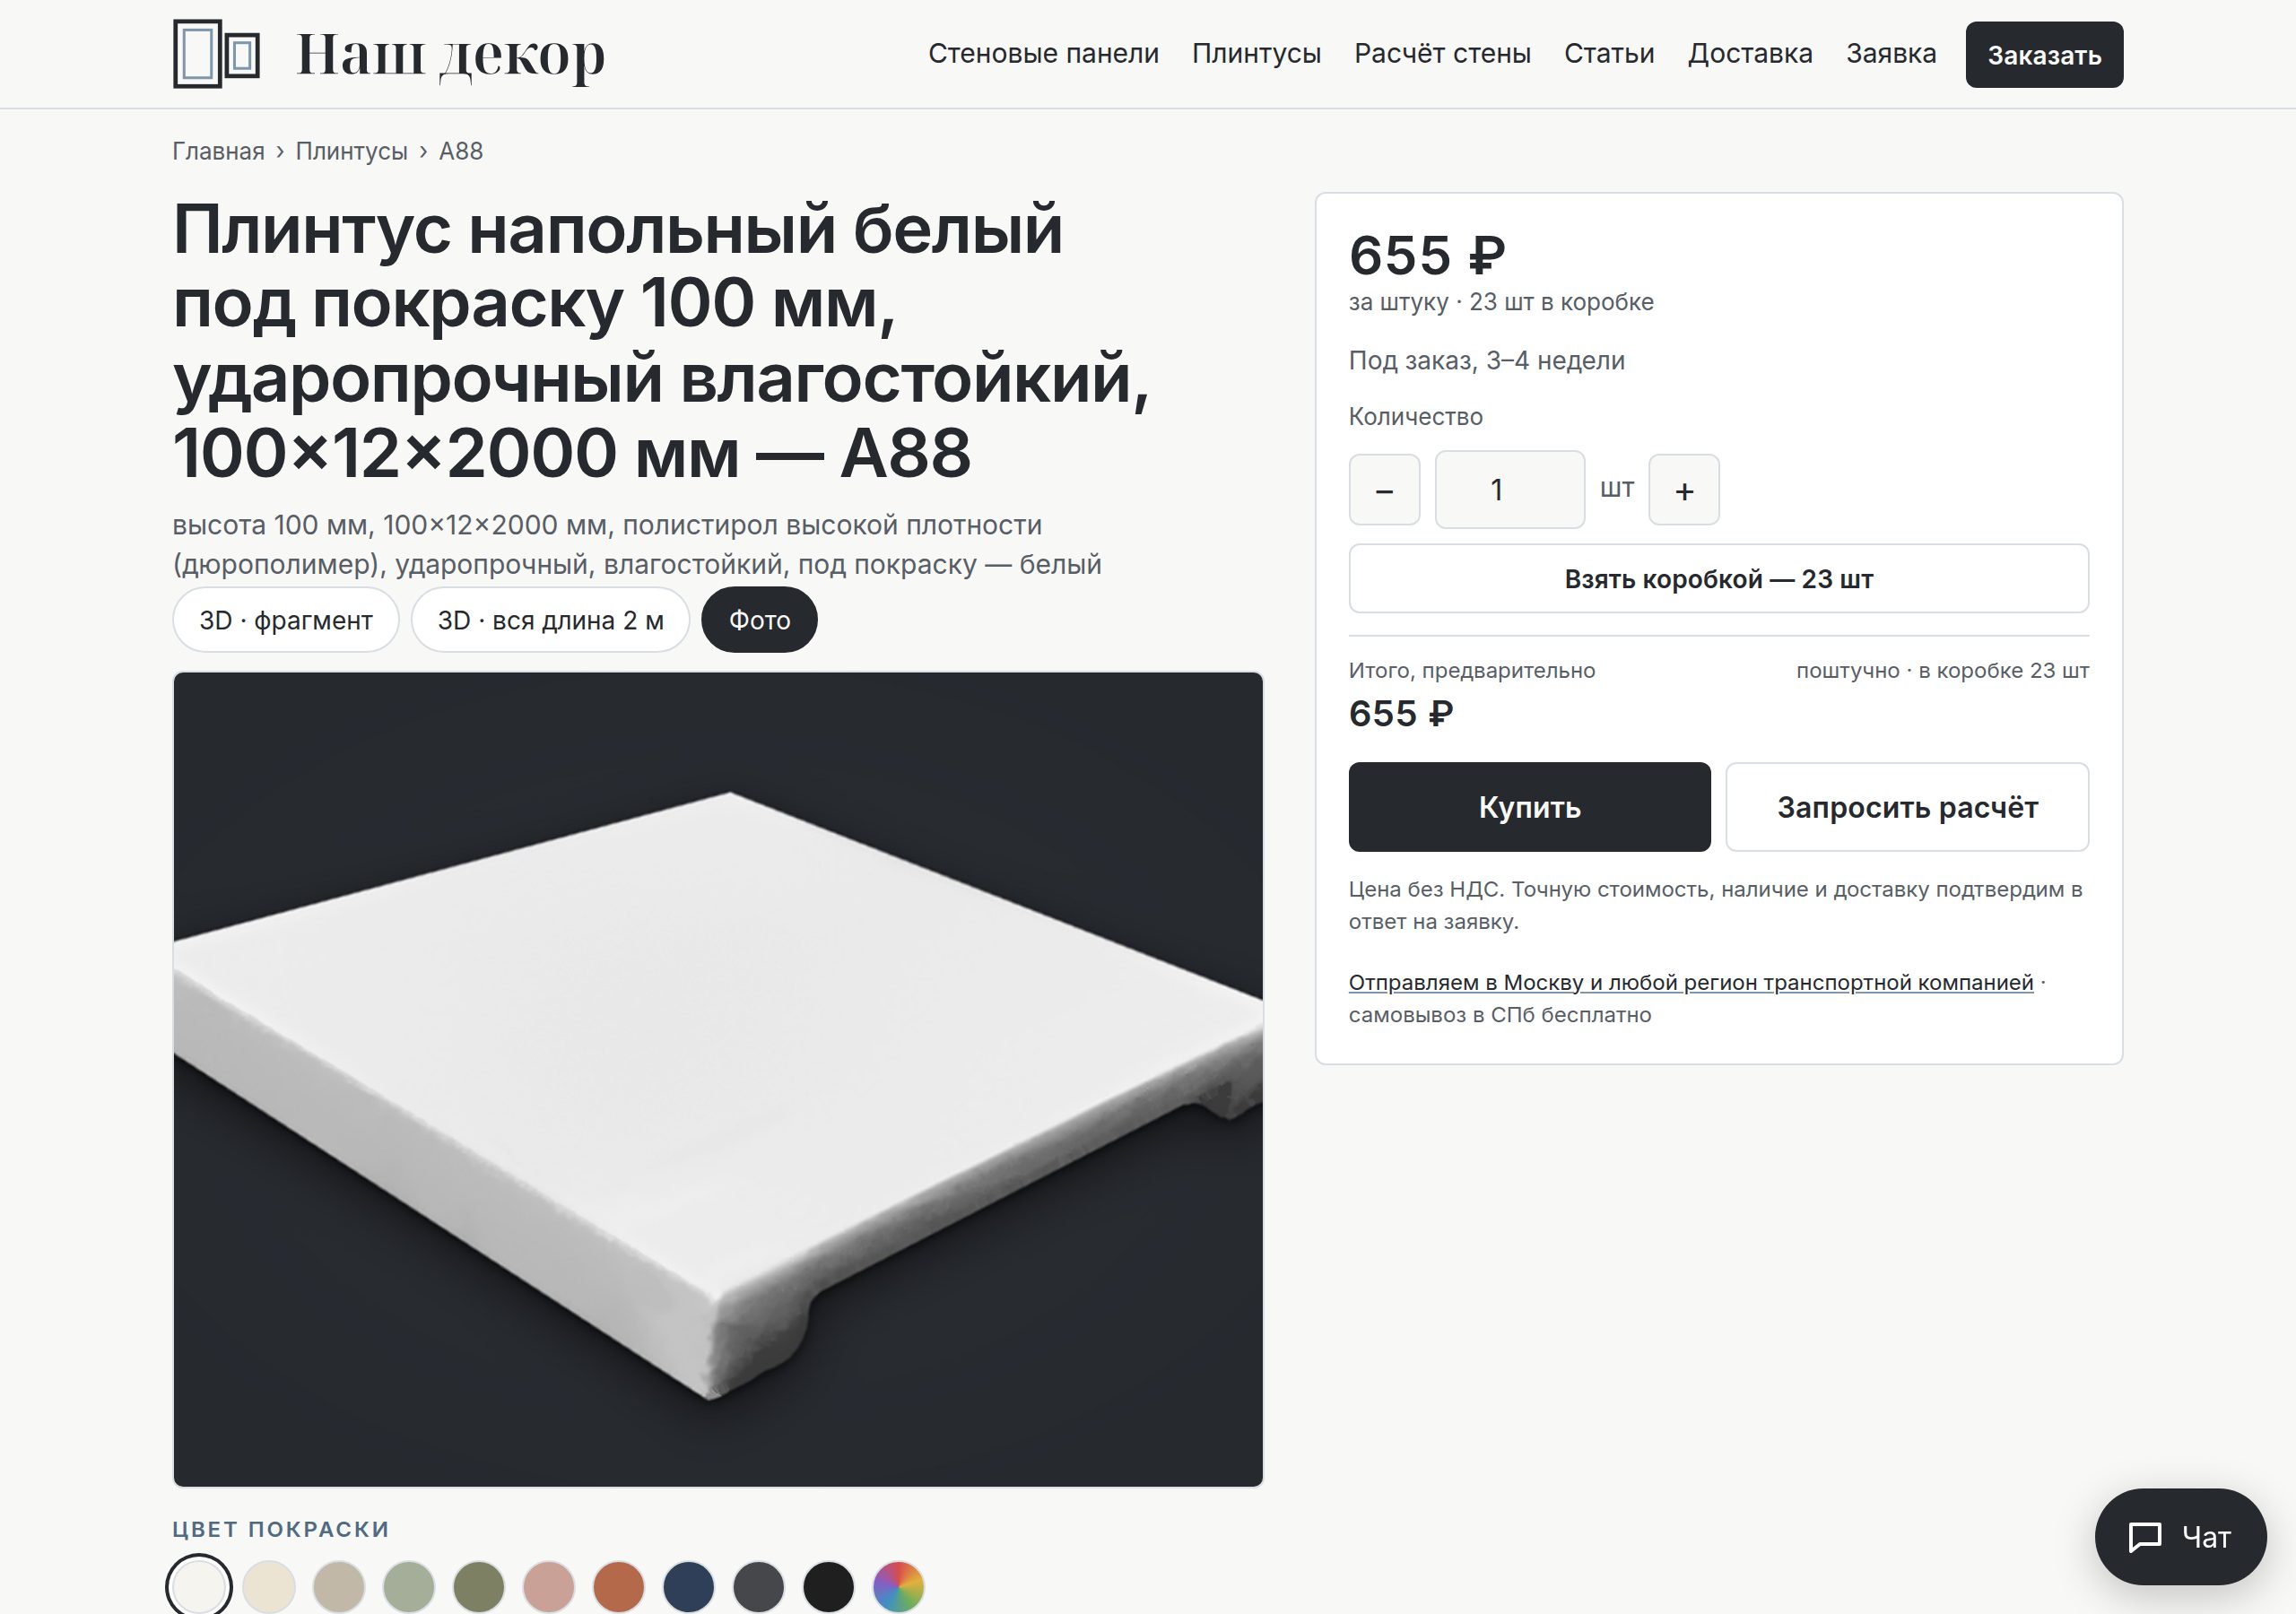 Наш декор
Стеновые панели Плинтусы Расчёт стены Статьи Доставка Заявка Заказать
Главная › Плинтусы › A88
Плинтус напольный белый
под покраску 100 мм,
ударопрочный влагостойкий,
100×12×2000 мм — A88
высота 100 мм, 100×12×2000 мм, полистирол высокой плотности
(дюрополимер), ударопрочный, влагостойкий, под покраску — белый
3D · фрагмент 3D · вся длина 2 м Фото
ЦВЕТ ПОКРАСКИ
655 ₽
за штуку · 23 шт в коробке
Под заказ, 3–4 недели
Количество
− 1 шт +
Взять коробкой — 23 шт
Итого, предварительно поштучно · в коробке 23 шт
655 ₽
Купить Запросить расчёт
Цена без НДС. Точную стоимость, наличие и доставку подтвердим в
ответ на заявку.
Отправляем в Москву и любой регион транспортной компанией ·
самовывоз в СПб бесплатно
Чат